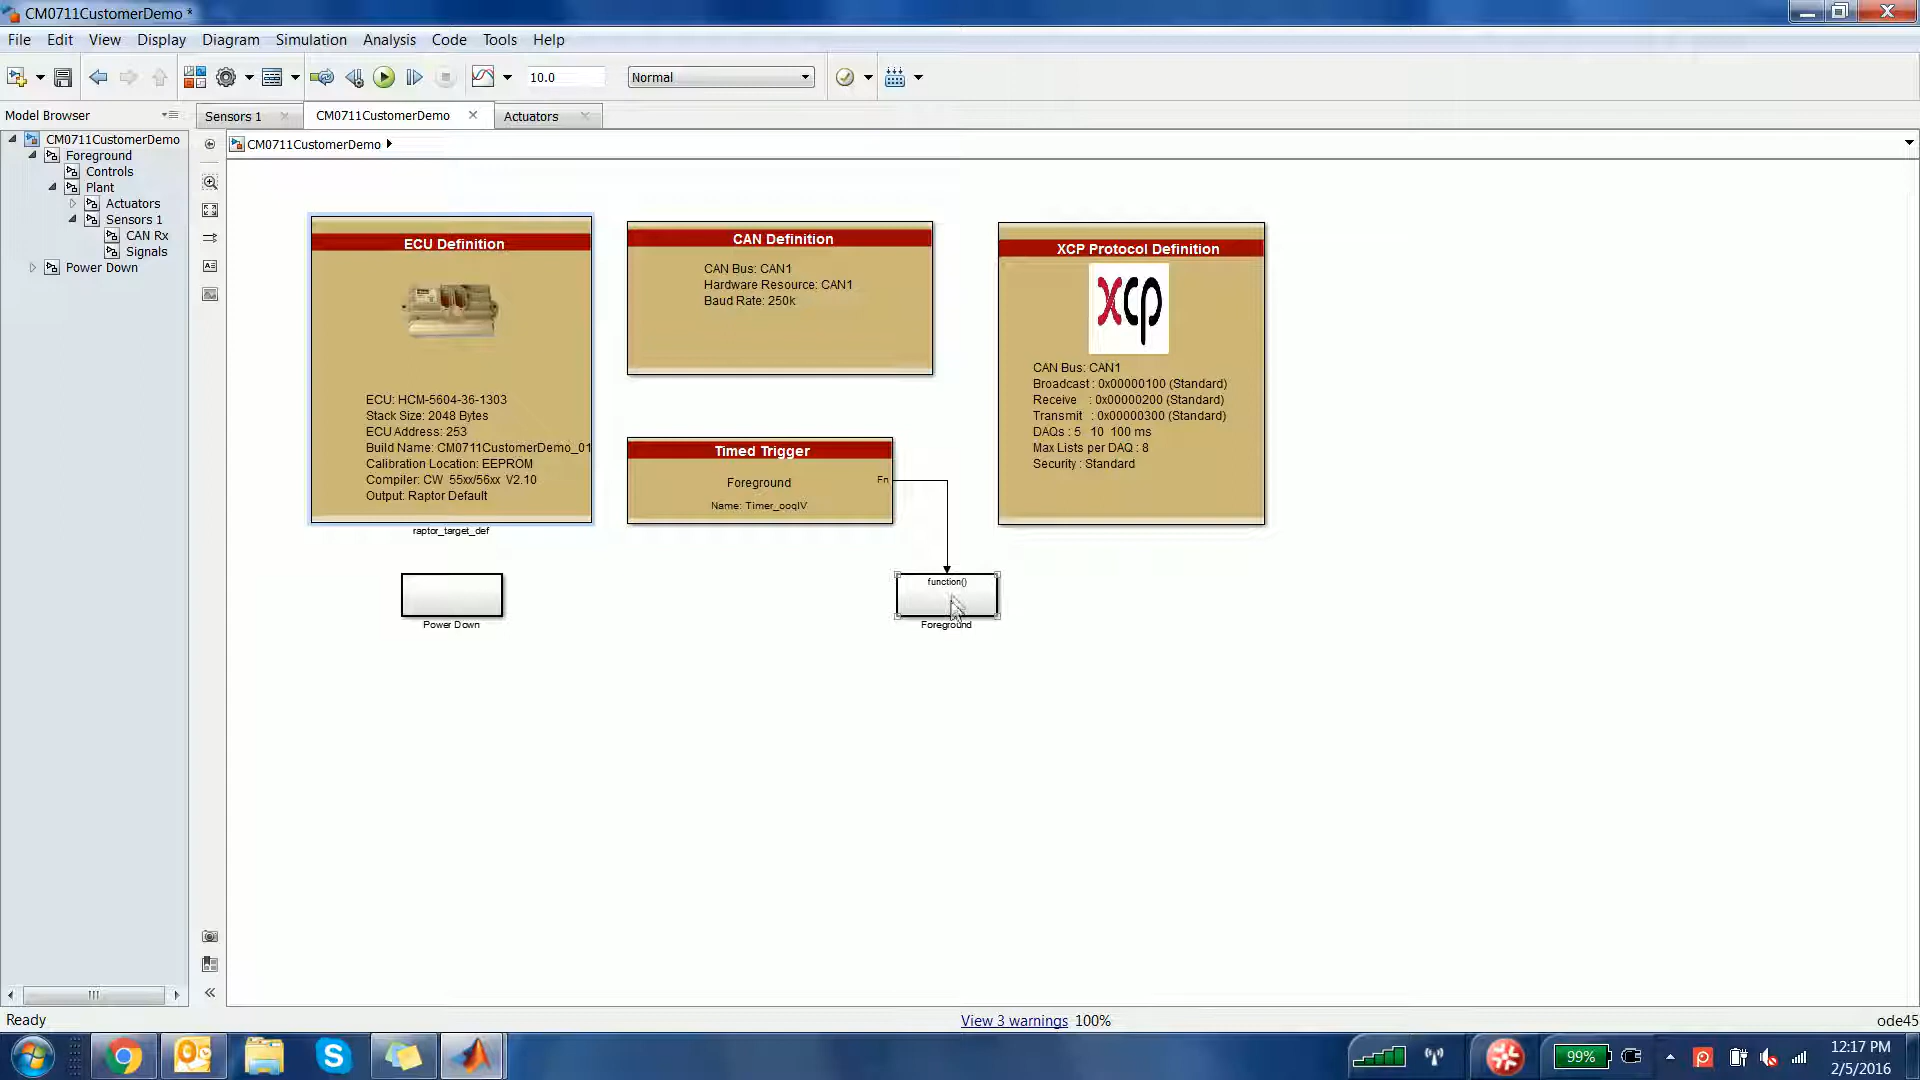 CM0711CustomerDemo *
File Edit View Display Diagram Simulation Analysis Code Tools Help
10.0 Normal
Model Browser
Sensors 1 CM0711CustomerDemo Actuators
CM0711CustomerDemo
CM0711CustomerDemo
Foreground
Controls
Plant
Actuators
Sensors 1
CAN Rx
Signals
Power Down
ECU Definition
ECU: HCM-5604-36-1303
Stack Size: 2048 Bytes
ECU Address: 253
Build Name: CM0711CustomerDemo_01
Calibration Location: EEPROM
Compiler: CW 55xx/56xx V2.10
Output: Raptor Default
raptor_target_def
CAN Definition
CAN Bus: CAN1
Hardware Resource: CAN1
Baud Rate: 250k
XCP Protocol Definition
xcp
CAN Bus: CAN1
Broadcast : 0x00000100 (Standard)
Receive : 0x00000200 (Standard)
Transmit : 0x00000300 (Standard)
DAQs : 5 10 100 ms
Max Lists per DAQ : 8
Security : Standard
Timed Trigger
Foreground
Fn
Name: Timer_ooqIV
function()
Foreground
Power Down
Ready
View 3 warnings 100%
ode45
99%
12:17 PM
2/5/2016